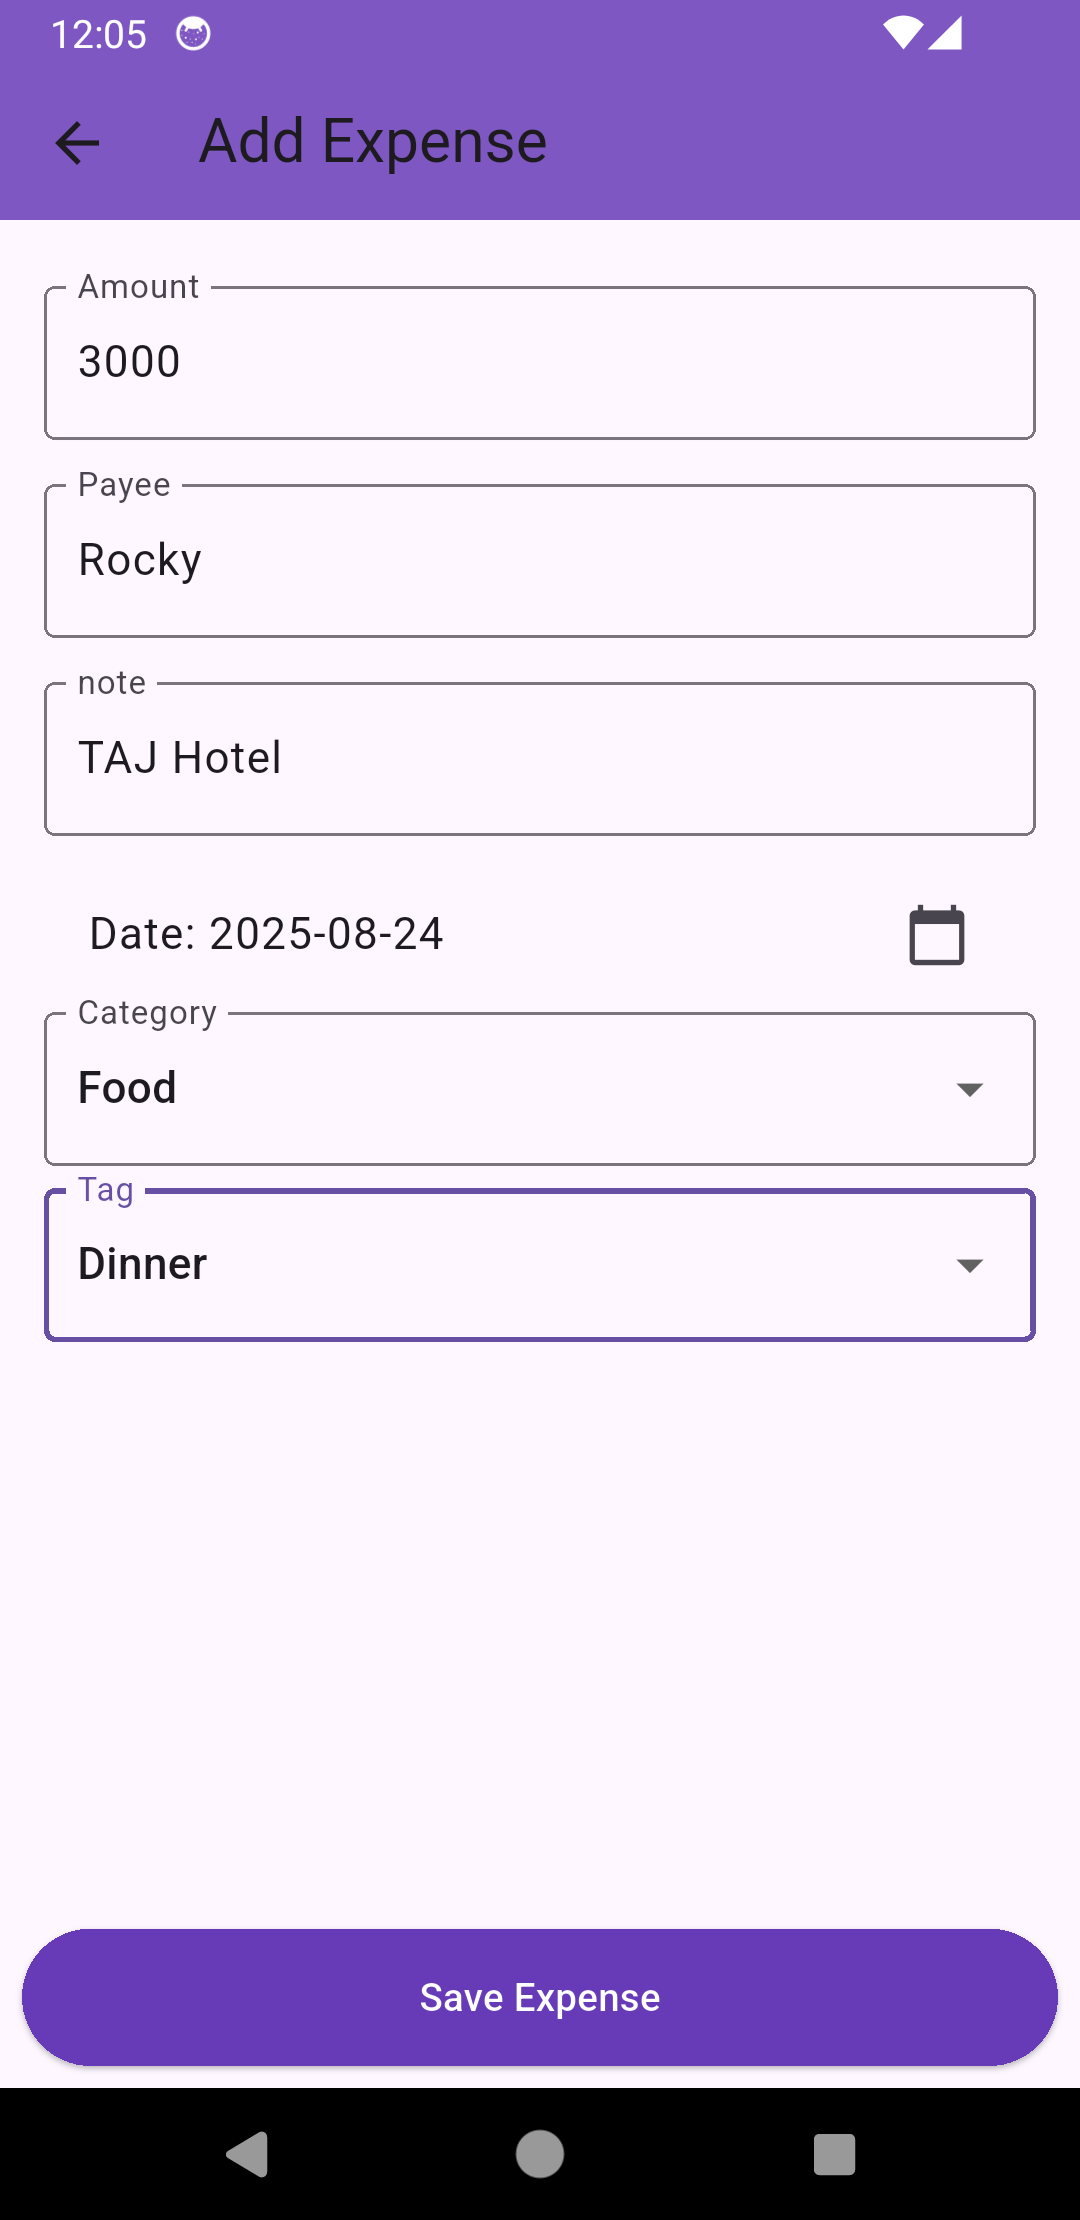 12:05
Add Expense
Amount
3000
Payee
Rocky
note
TAJ Hotel
Date: 2025-08-24
Category
Food
Tag
Dinner
Save Expense